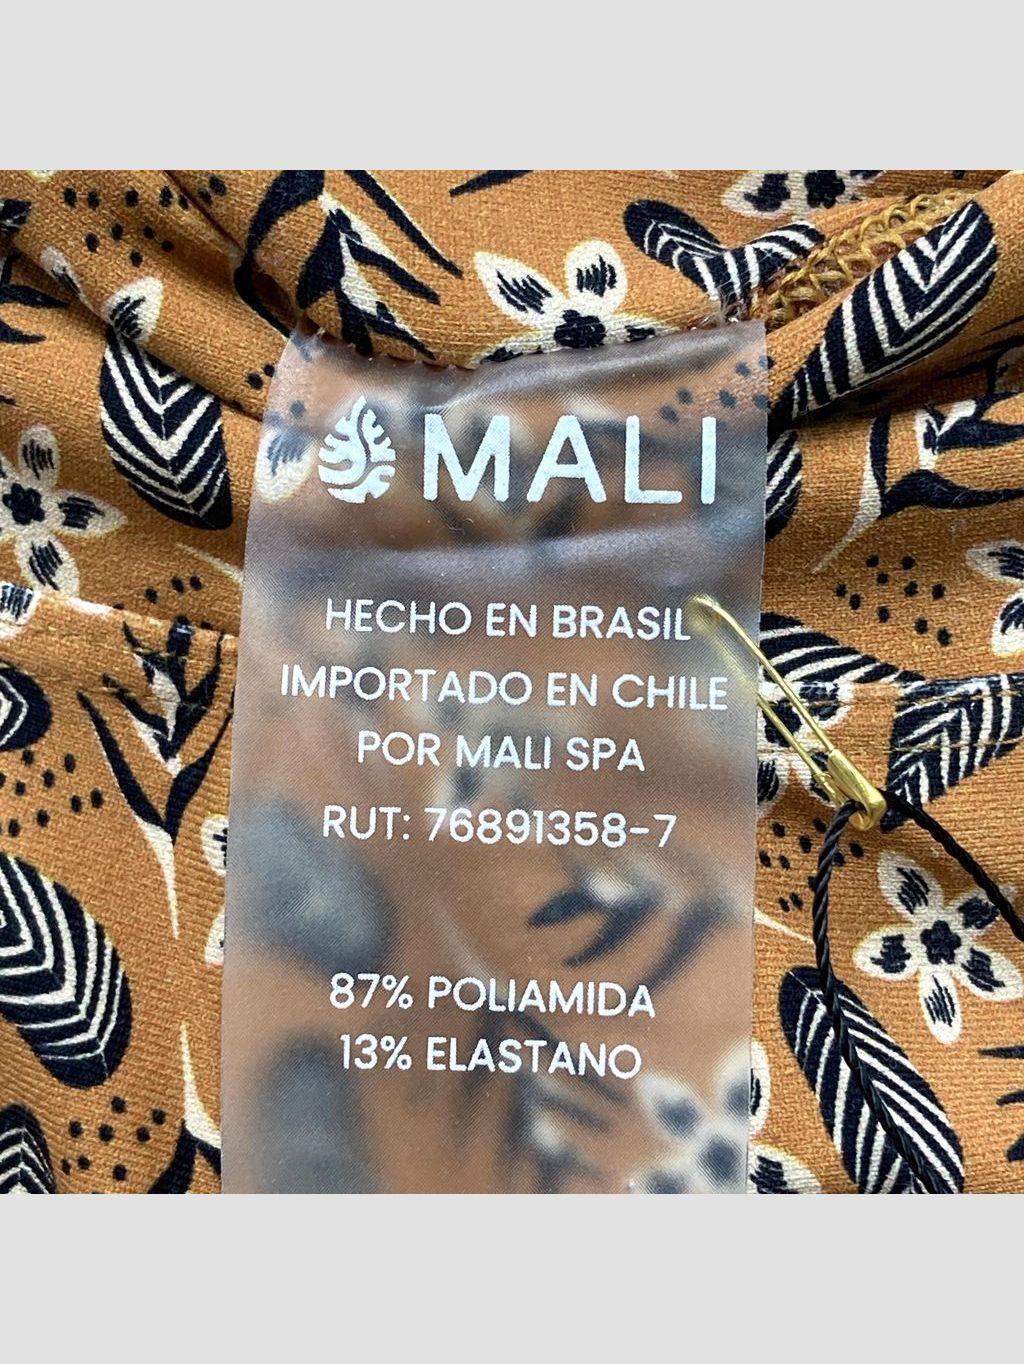 MALI
HECHO EN BRASIL
IMPORTADO EN CHILE
POR MALI SPA
RUT: 76891358-7
87% POLIAMIDA
13% ELASTANO